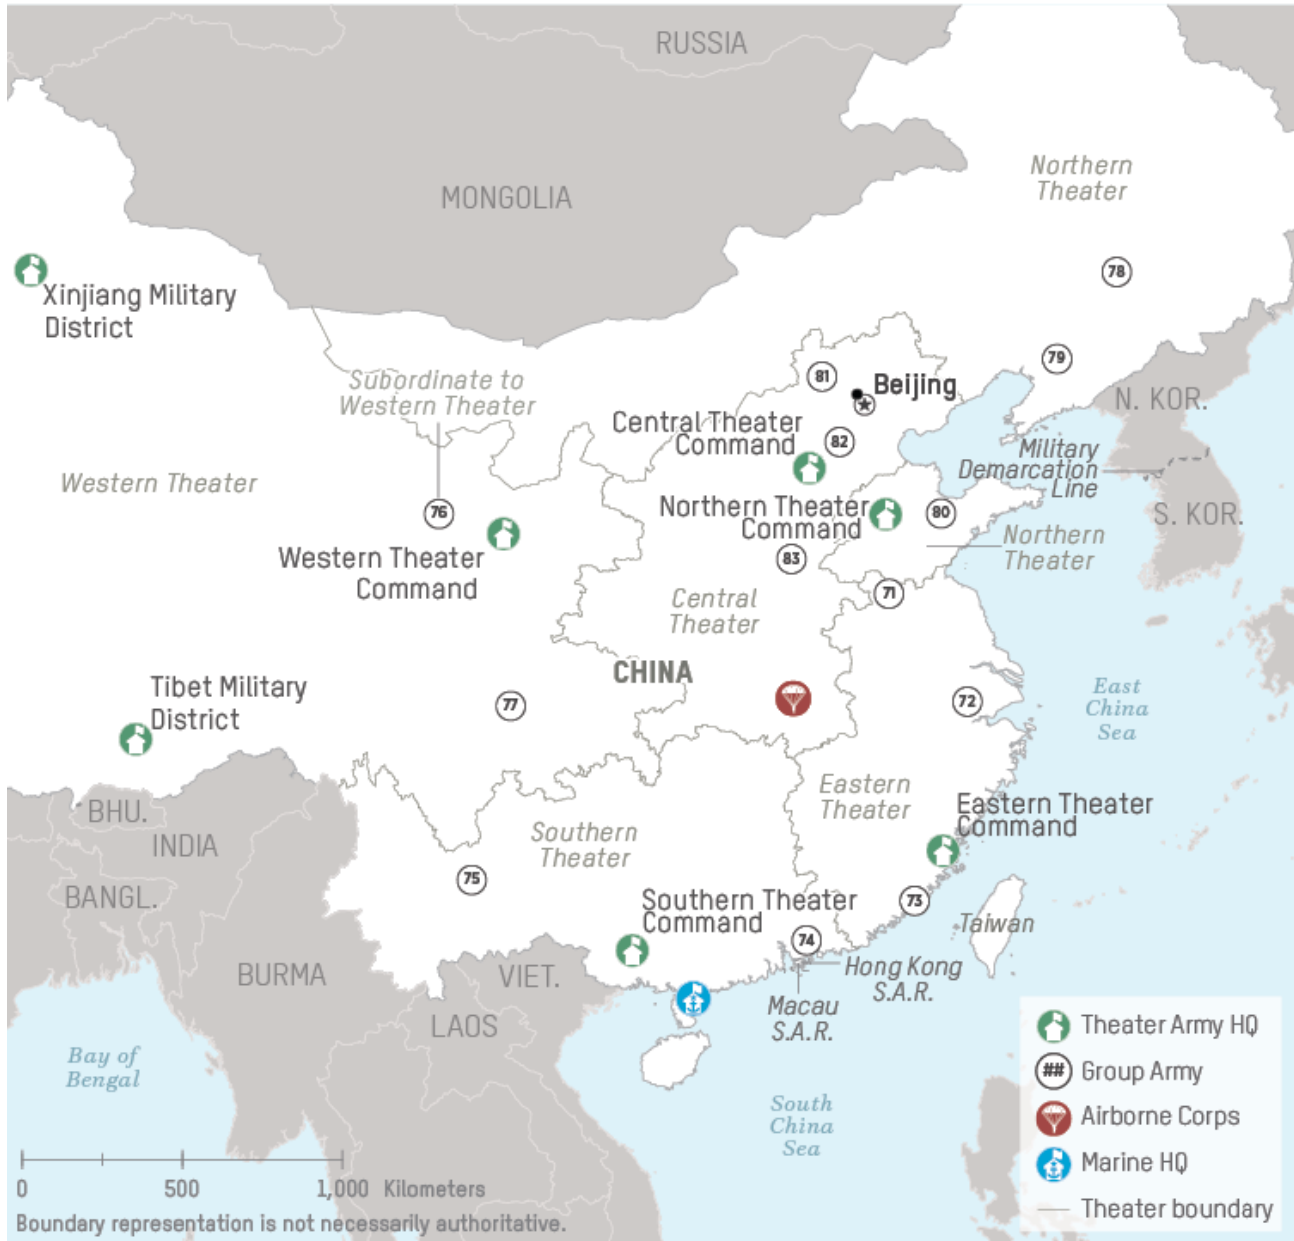 RUSSIA
MONGOLIA
Northern
Theater
78
Xinjiang Military
District
79
81
Beijing
Subordinate to
Western Theater
N. KOR.
Central Theater
Command
82
Military
Demarcation
Line
Western Theater
76
Northern Theater
Command
80
S. KOR.
Western Theater
Command
83
Northern
Theater
71
Central
Theater
CHINA
Tibet Military
District
77
72
East
China
Sea
Eastern
Theater
Eastern Theater
Command
BHU.
INDIA
Southern
Theater
75
BANGL.
Southern Theater
Command
73
Taiwan
74
BURMA
VIET.
Hong Kong
S.A.R.
Macau
S.A.R.
LAOS
Bay of
Bengal
South
China
Sea
Theater Army HQ
## Group Army
Airborne Corps
Marine HQ
Theater boundary
0 500 1,000 Kilometers
Boundary representation is not necessarily authoritative.